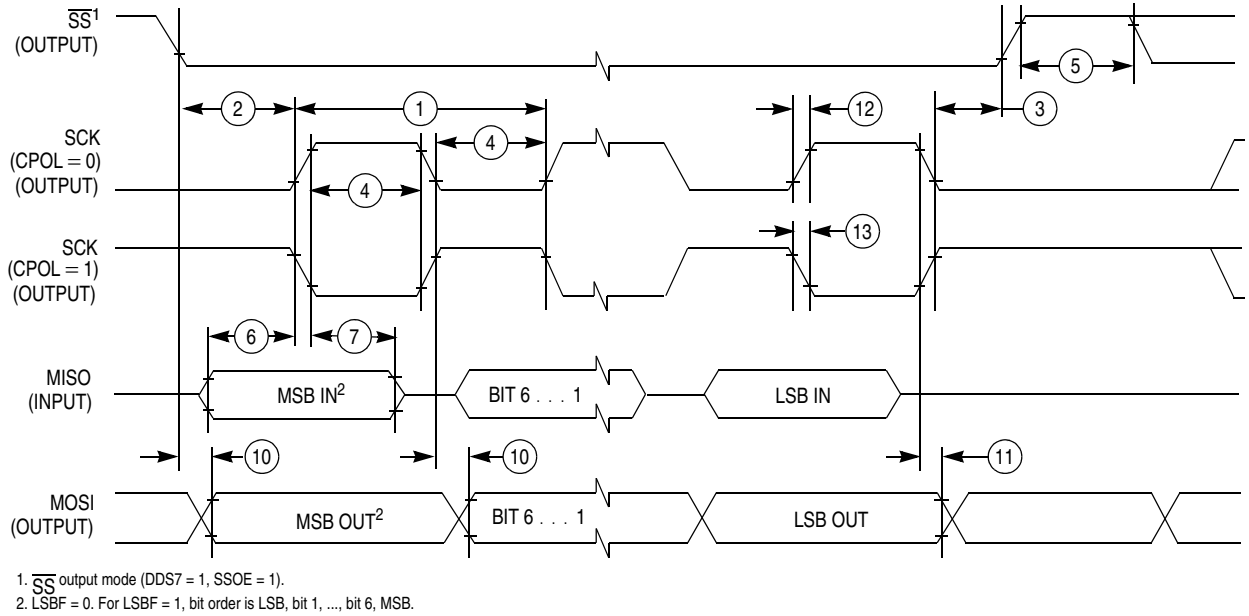 SS¹
(OUTPUT)
5
2
1
12
3
SCK
(CPOL = 0)
(OUTPUT)
4
4
13
SCK
(CPOL = 1)
(OUTPUT)
6
7
MISO
(INPUT)
MSB IN²
BIT 6 . . . 1
LSB IN
10
10
11
MOSI
(OUTPUT)
MSB OUT²
BIT 6 . . . 1
LSB OUT
1. SS output mode (DDS7 = 1, SSOE = 1).
2. LSBF = 0. For LSBF = 1, bit order is LSB, bit 1, ..., bit 6, MSB.